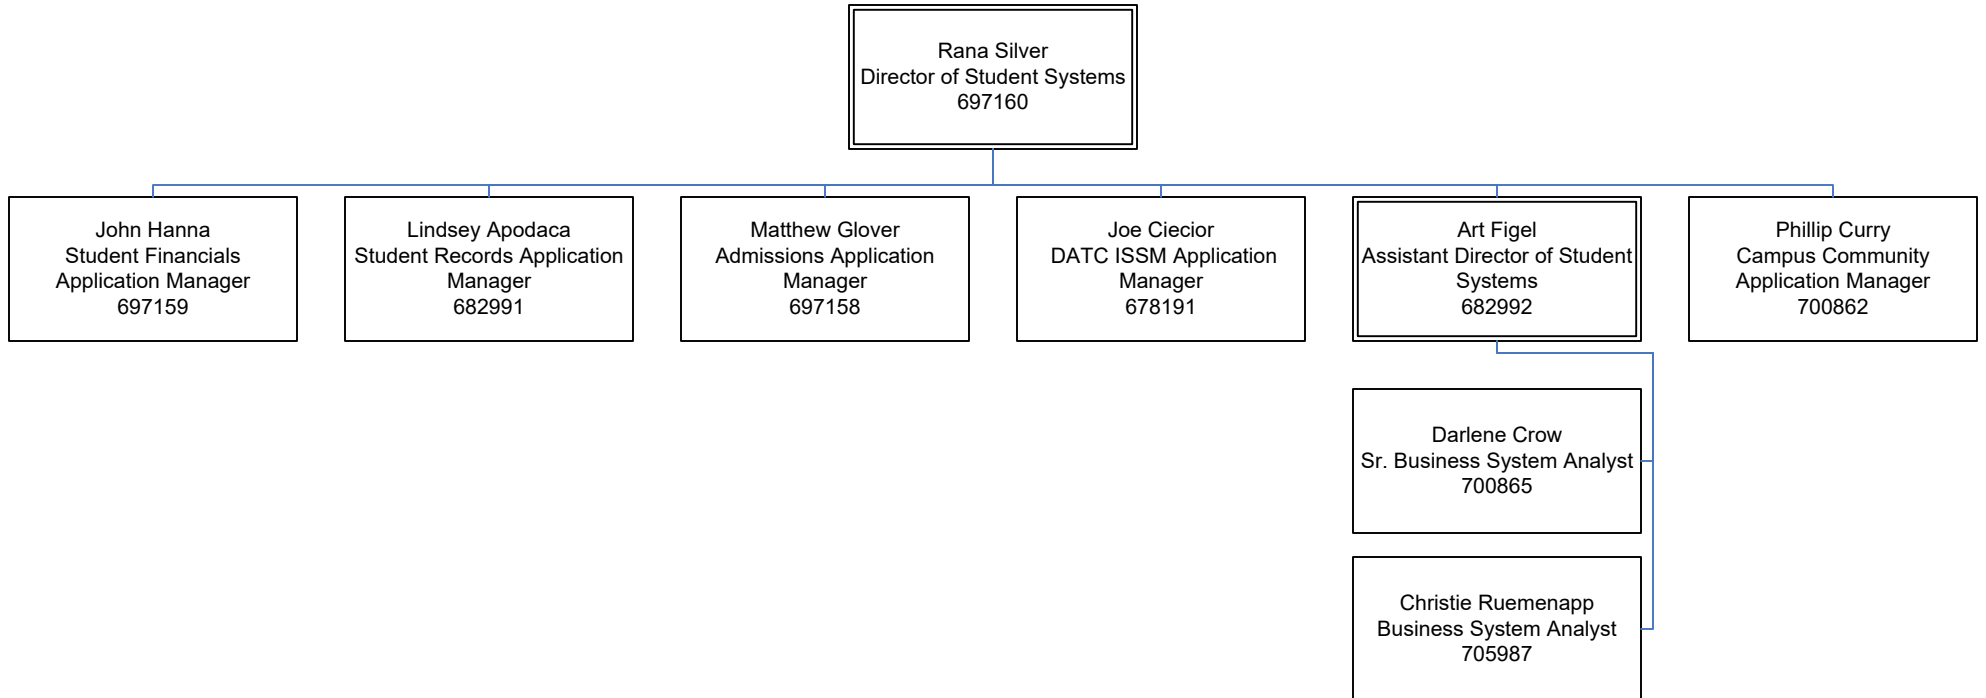 Rana Silver
Director of Student Systems
697160
John Hanna
Student Financials
Application Manager
697159
Lindsey Apodaca
Student Records Application
Manager
682991
Matthew Glover
Admissions Application
Manager
697158
Joe Ciecior
DATC ISSM Application
Manager
678191
Art Figel
Assistant Director of Student
Systems
682992
Phillip Curry
Campus Community
Application Manager
700862
Darlene Crow
Sr. Business System Analyst
700865
Christie Ruemenapp
Business System Analyst
705987